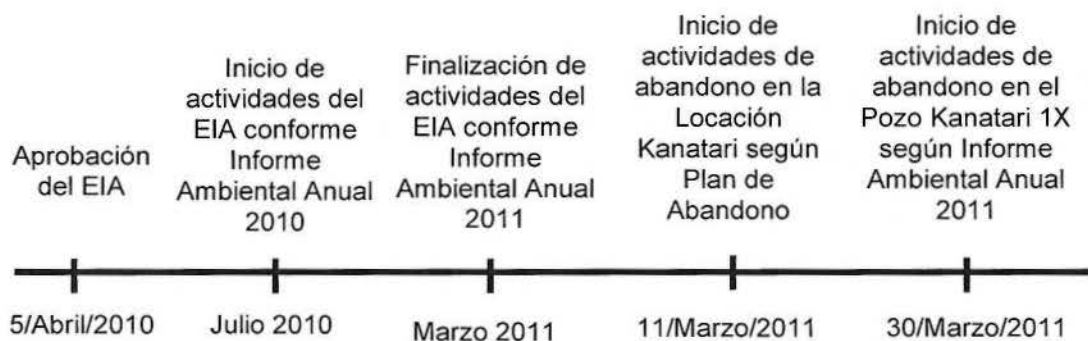 Aprobación
del EIA
Inicio de
actividades del
EIA conforme
Informe
Ambiental Anual
2010
Finalización de
actividades del
EIA conforme
Informe
Ambiental Anual
2011
Inicio de
actividades de
abandono en la
Locación
Kanatari según
Plan de
Abandono
Inicio de
actividades de
abandono en el
Pozo Kanatari 1X
según Informe
Ambiental Anual
2011
5/Abril/2010
Julio 2010
Marzo 2011
11/Marzo/2011
30/Marzo/2011